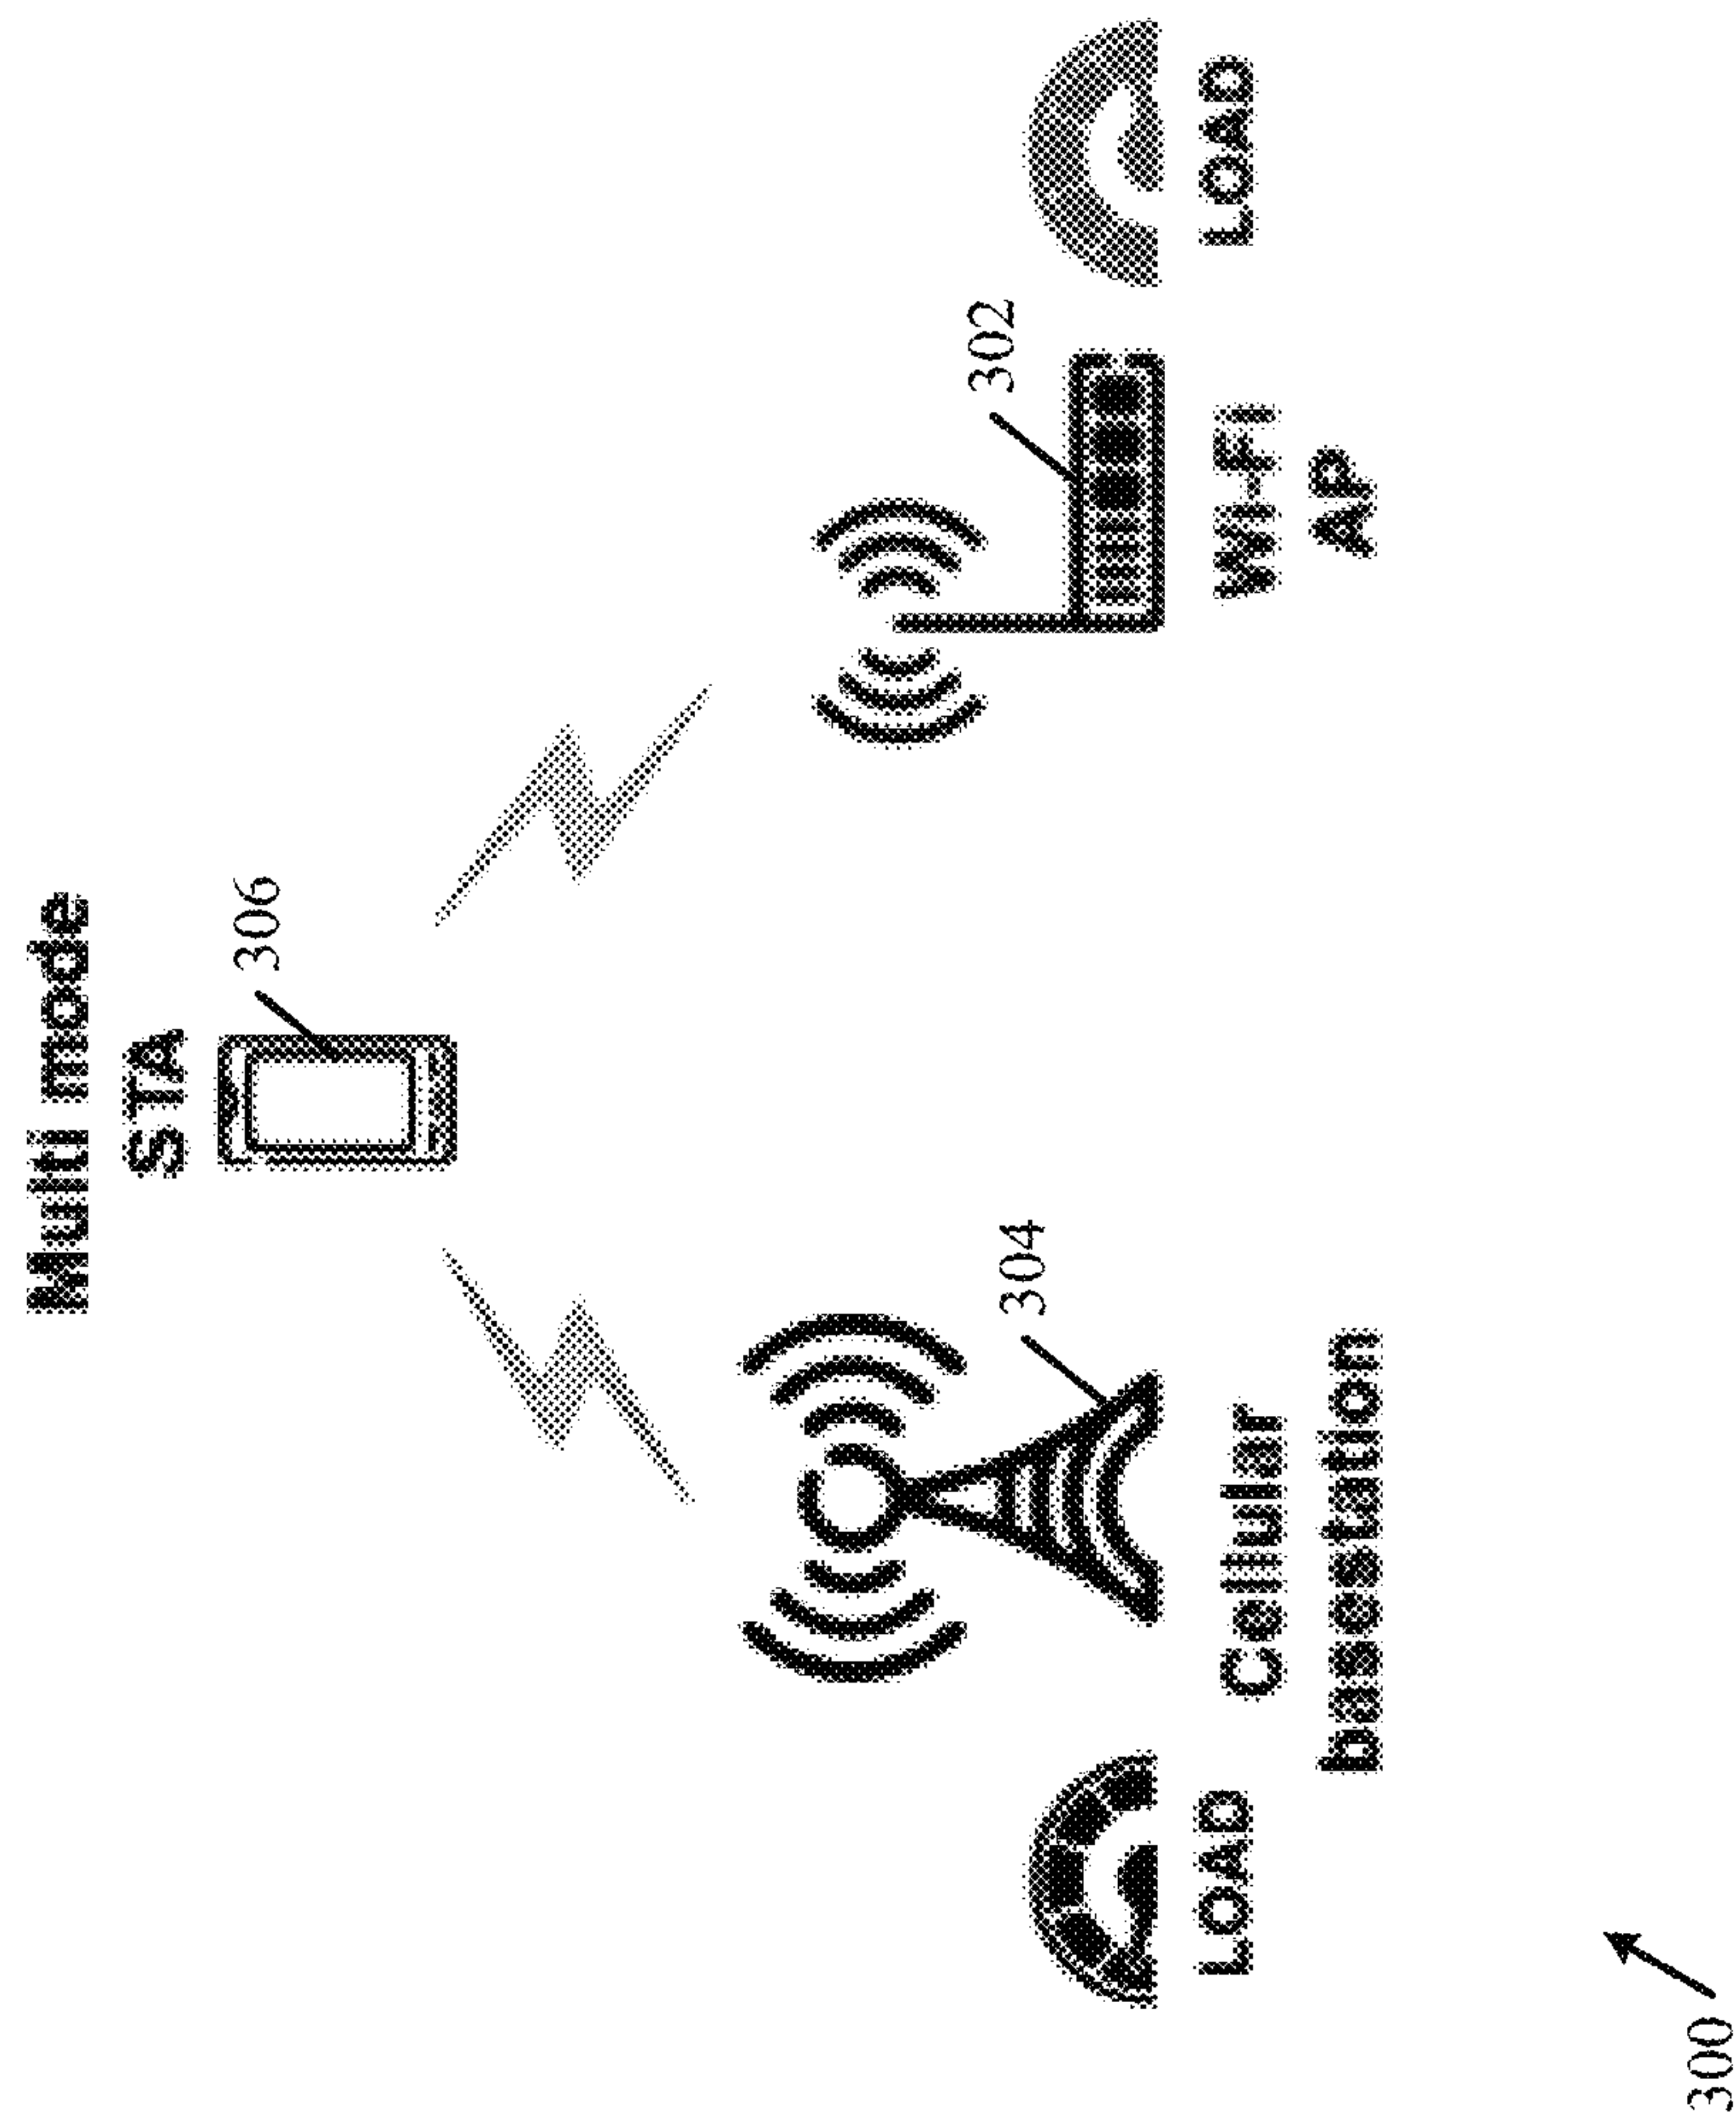 Multi mode
STA
306
304
302
LOAD
Cellular
basestation
WI-FI
AP
LOAD
300